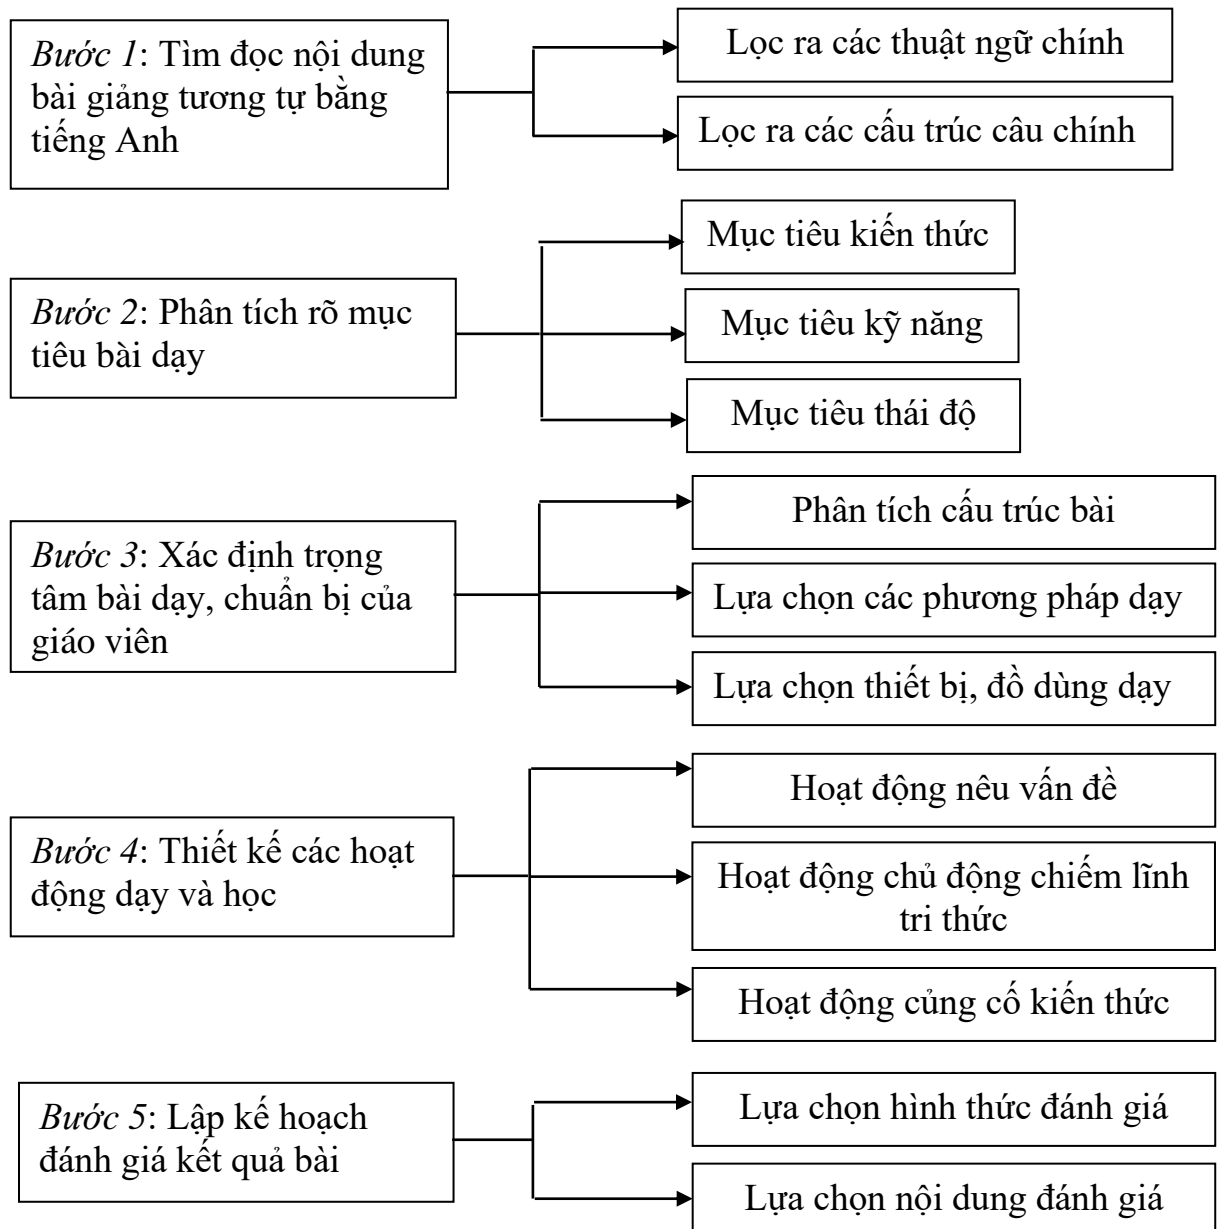 Bước 1: Tìm đọc nội dung
bài giảng tương tự bằng
tiếng Anh
Lọc ra các thuật ngữ chính
Lọc ra các cấu trúc câu chính
Bước 2: Phân tích rõ mục
tiêu bài dạy
Mục tiêu kiến thức
Mục tiêu kỹ năng
Mục tiêu thái độ
Bước 3: Xác định trọng
tâm bài dạy, chuẩn bị của
giáo viên
Phân tích cấu trúc bài
Lựa chọn các phương pháp dạy
Lựa chọn thiết bị, đồ dùng dạy
Bước 4: Thiết kế các hoạt
động dạy và học
Hoạt động nêu vấn đề
Hoạt động chủ động chiếm lĩnh
tri thức
Hoạt động củng cố kiến thức
Bước 5: Lập kế hoạch
đánh giá kết quả bài
Lựa chọn hình thức đánh giá
Lựa chọn nội dung đánh giá